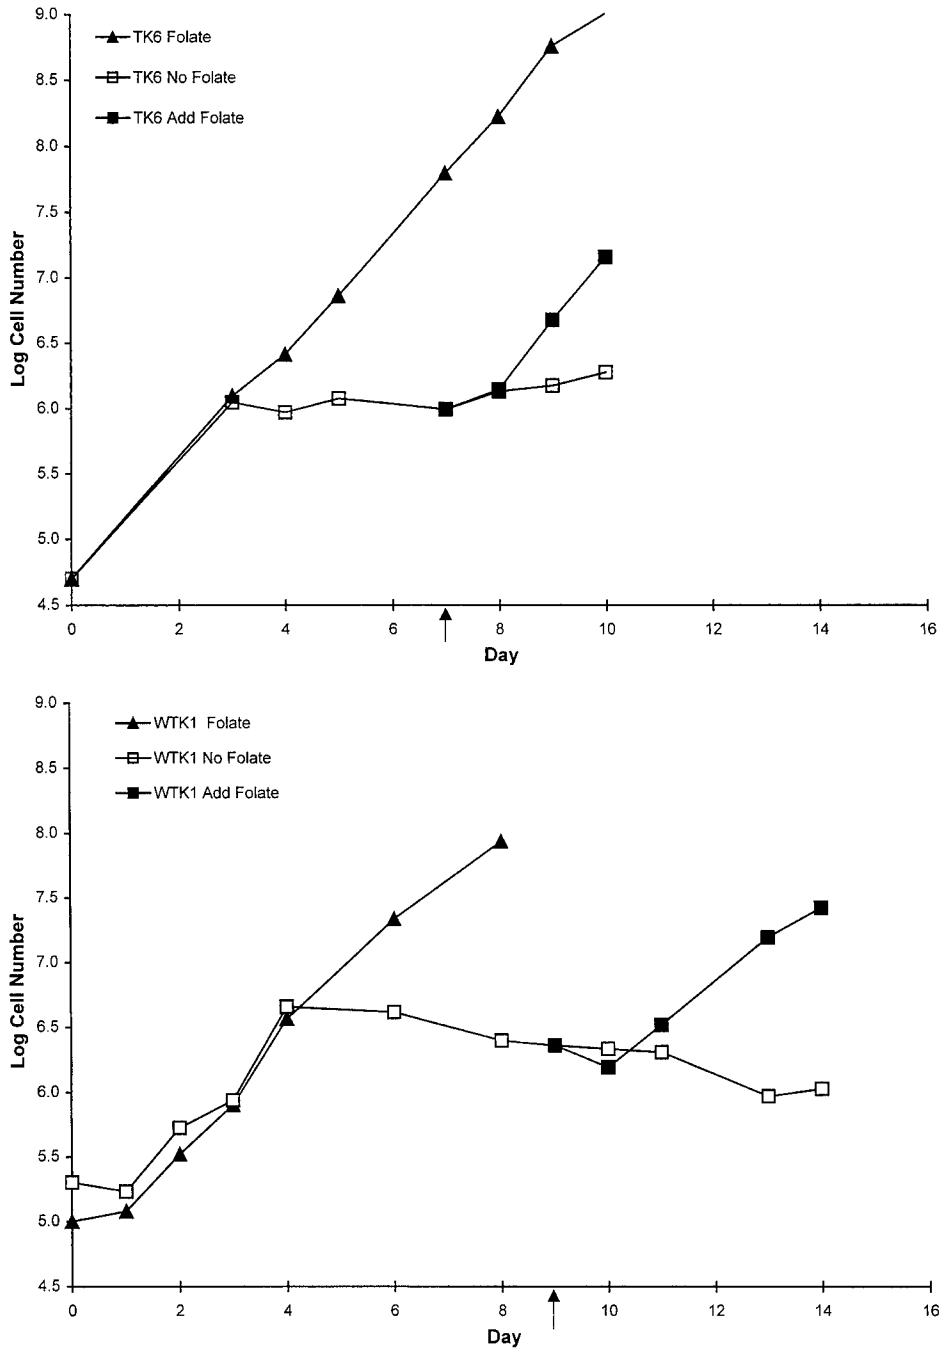 9.0
8.5
8.0
7.5
7.0
6.5
6.0
5.5
5.0
4.5
Log Cell Number
TK6 Folate
TK6 No Folate
TK6 Add Folate
0 2 4 6 8 10 12 14 16
Day
9.0
8.5
8.0
7.5
7.0
6.5
6.0
5.5
5.0
4.5
Log Cell Number
WTK1 Folate
WTK1 No Folate
WTK1 Add Folate
0 2 4 6 8 10 12 14 16
Day